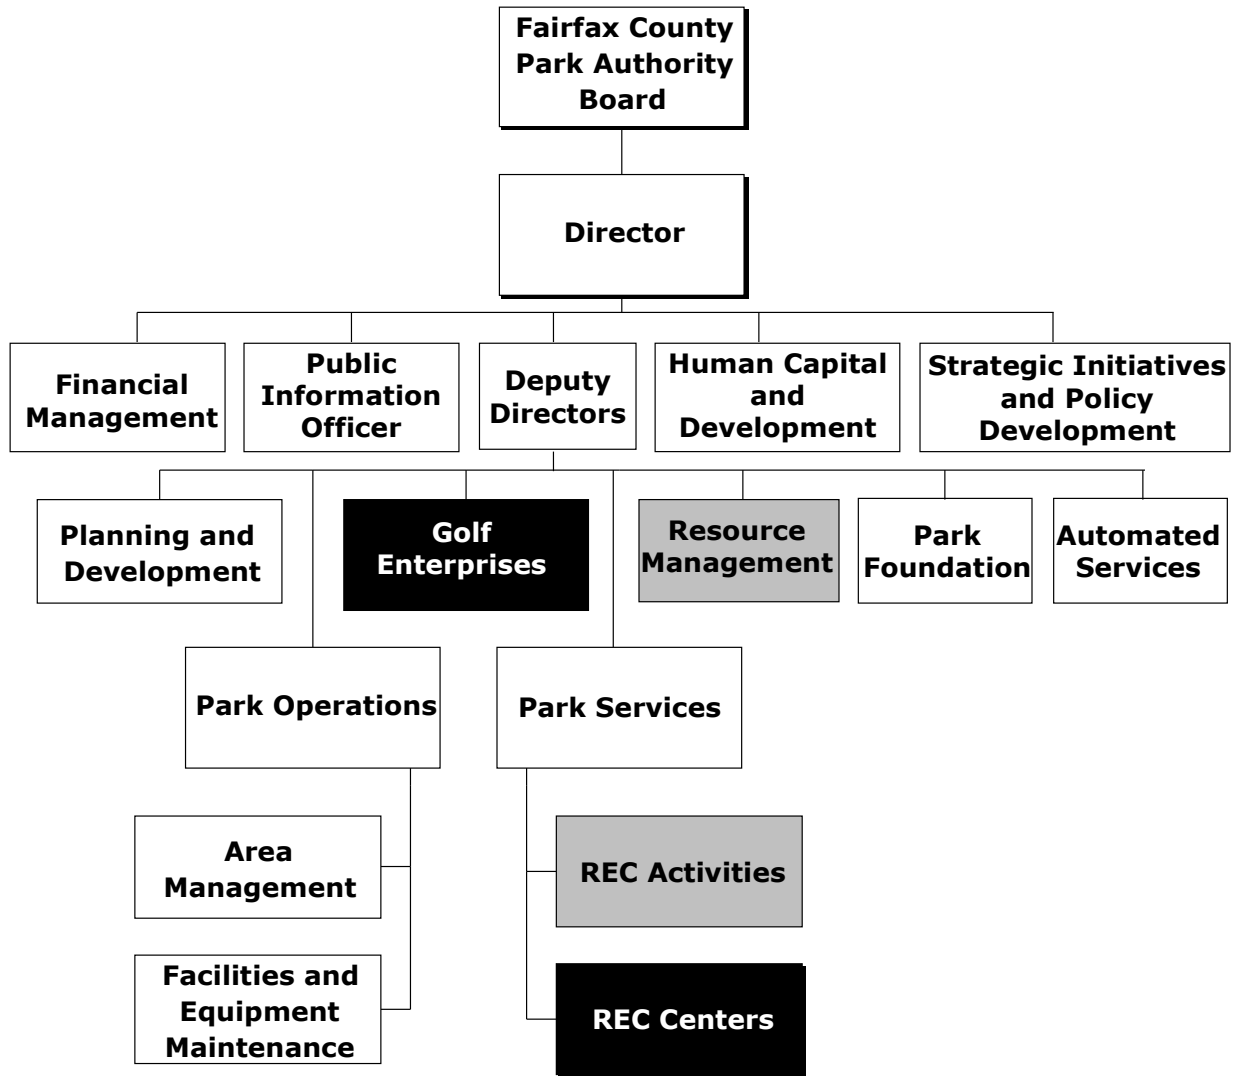 Fairfax County
Park Authority
Board
Director
Financial
Management
Public
Information
Officer
Deputy
Directors
Human Capital
and
Development
Strategic Initiatives
and Policy
Development
Planning and
Development
Golf
Enterprises
Resource
Management
Park
Foundation
Automated
Services
Park Operations
Park Services
Area
Management
REC Activities
Facilities and
Equipment
Maintenance
REC Centers